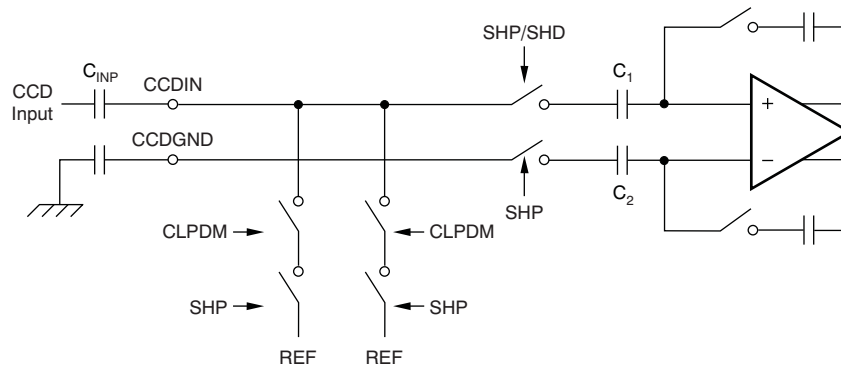 SHP/SHD
C_INP
CCDIN
C_1
CCD
Input
+
CCDGND
−
C_2
SHP
CLPDM
CLPDM
SHP
SHP
REF
REF